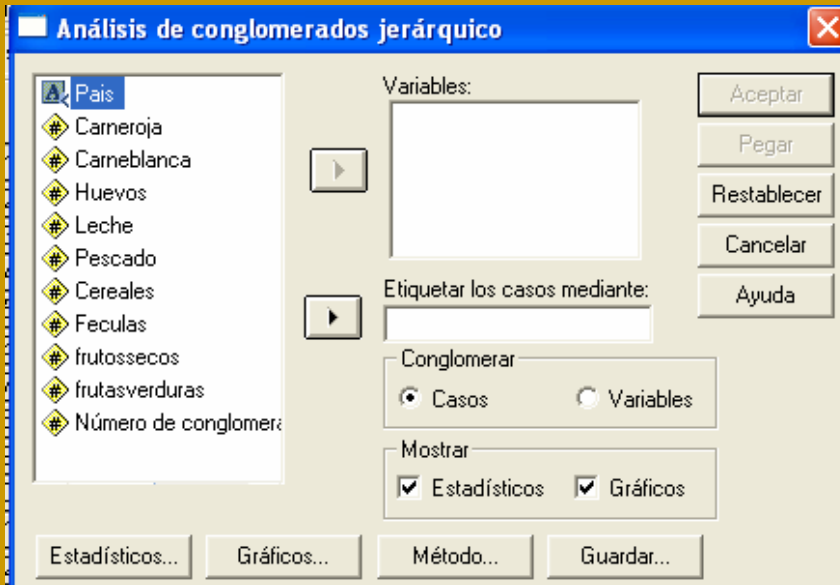 Análisis de conglomerados jerárquico
Pais
Carneroja
Carneblanca
Huevos
Leche
Pescado
Cereales
Feculas
frutossecos
frutasverduras
Número de conglomera
Variables:
Etiquetar los casos mediante:
Conglomerar
Casos
Variables
Mostrar
Estadísticos
Gráficos
Aceptar
Pegar
Restablecer
Cancelar
Ayuda
Estadísticos...
Gráficos...
Método...
Guardar...